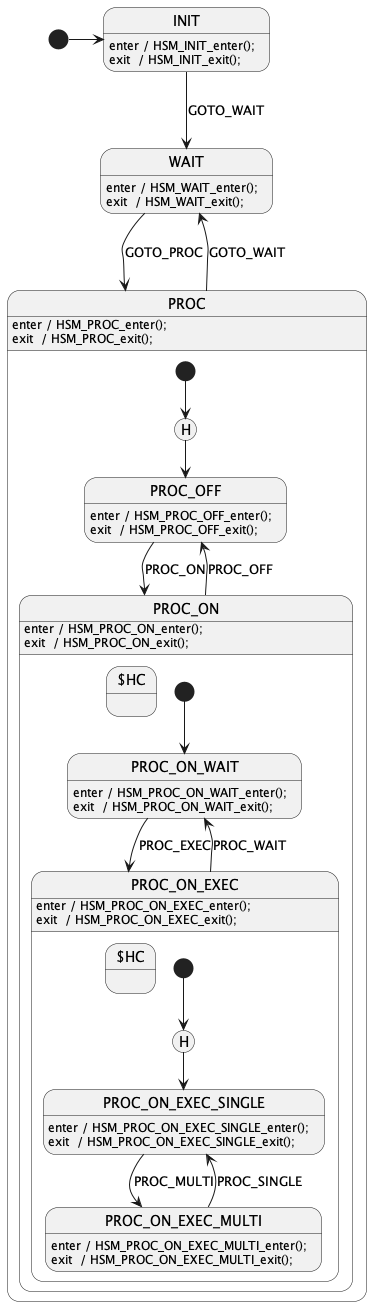 INIT
enter / HSM_INIT_enter();
exit / HSM_INIT_exit();
GOTO_WAIT
WAIT
enter / HSM_WAIT_enter();
exit / HSM_WAIT_exit();
GOTO_PROC GOTO_WAIT
PROC
enter / HSM_PROC_enter();
exit / HSM_PROC_exit();
H
PROC_OFF
enter / HSM_PROC_OFF_enter();
exit / HSM_PROC_OFF_exit();
PROC_ON PROC_OFF
PROC_ON
enter / HSM_PROC_ON_enter();
exit / HSM_PROC_ON_exit();
$HC
PROC_ON_WAIT
enter / HSM_PROC_ON_WAIT_enter();
exit / HSM_PROC_ON_WAIT_exit();
PROC_EXEC PROC_WAIT
PROC_ON_EXEC
enter / HSM_PROC_ON_EXEC_enter();
exit / HSM_PROC_ON_EXEC_exit();
$HC
H
PROC_ON_EXEC_SINGLE
enter / HSM_PROC_ON_EXEC_SINGLE_enter();
exit / HSM_PROC_ON_EXEC_SINGLE_exit();
PROC_MULTI PROC_SINGLE
PROC_ON_EXEC_MULTI
enter / HSM_PROC_ON_EXEC_MULTI_enter();
exit / HSM_PROC_ON_EXEC_MULTI_exit();